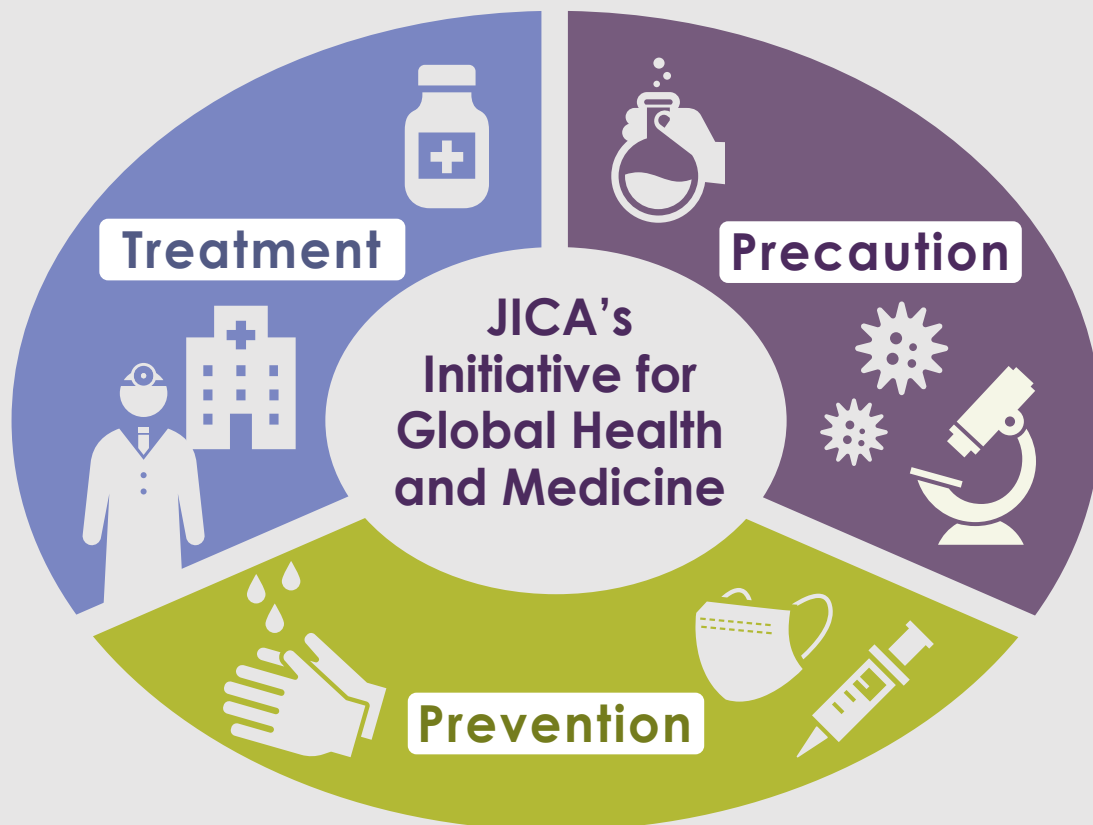 Treatment
Precaution
JICA’s
Initiative for
Global Health
and Medicine
Prevention